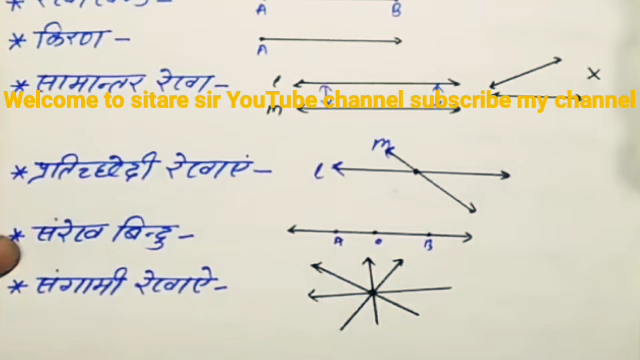 A B
* किरण -
A
* सामान्तर रेखा - l
Welcome to sitare sir YouTube channel subscribe my channel
m
x
* प्रतिच्छेदी रेखाएं - l m
* संरेख बिन्दु - A o B
* संगामी रेखाऐ -